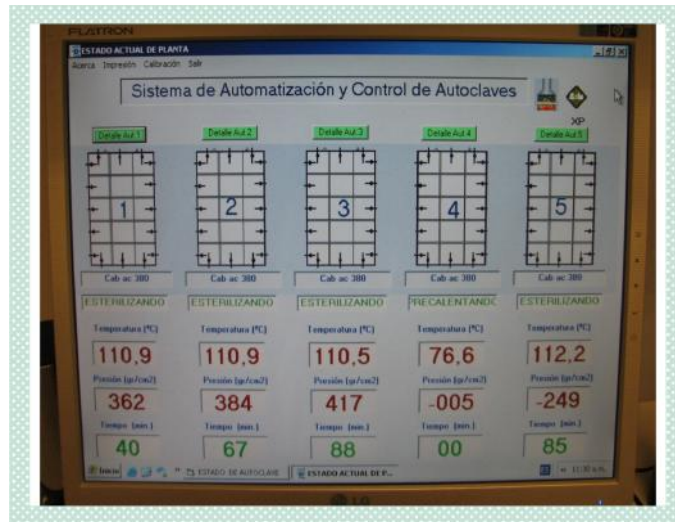 FLATRON
ESTADO ACTUAL DE PLANTA
Acerca Impresión Calibración Salir
Sistema de Automatización y Control de Autoclaves
XP
Detalle Aut.1 Detalle Aut.2 Detalle Aut.3 Detalle Aut.4 Detalle Aut.5
1 2 3 4 5
Cab ac 380 Cab ac 380 Cab ac 380 Cab ac 380 Cab ac 380
ESTERILIZANDO ESTERILIZANDO ESTERILIZANDO PRECALENTANDO ESTERILIZANDO
Temperatura (ºC) Temperatura (ºC) Temperatura (ºC) Temperatura (ºC) Temperatura (ºC)
110,9 110,9 110,5 76,6 112,2
Presión (gr/cm2) Presión (gr/cm2) Presión (gr/cm2) Presión (gr/cm2) Presión (gr/cm2)
362 384 417 -005 -249
Tiempo (min.) Tiempo (min.) Tiempo (min.) Tiempo (min.) Tiempo (min.)
40 67 88 00 85
Inicio » ESTADO DE AUTOCLAVE ESTADO ACTUAL DE P... « 11:30 a.m.
LG